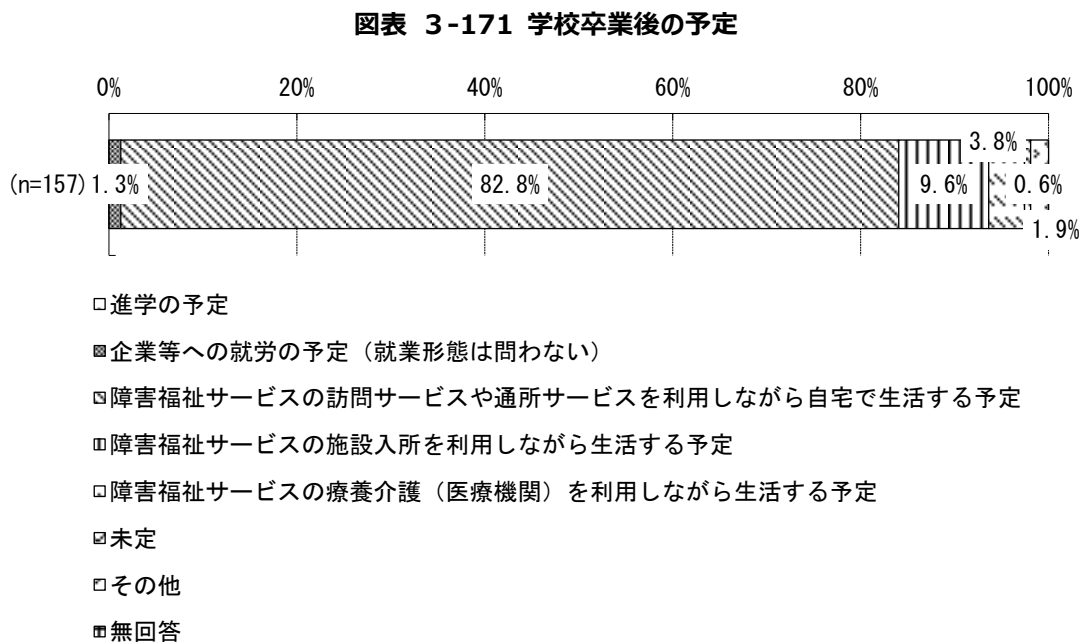 図表 3-171 学校卒業後の予定
0% 20% 40% 60% 80% 100%
3.8%
(n=157) 1.3% 82.8% 9.6% 0.6%
1.9%
進学の予定
企業等への就労の予定（就業形態は問わない）
障害福祉サービスの訪問サービスや通所サービスを利用しながら自宅で生活する予定
障害福祉サービスの施設入所を利用しながら生活する予定
障害福祉サービスの療養介護（医療機関）を利用しながら生活する予定
未定
その他
無回答